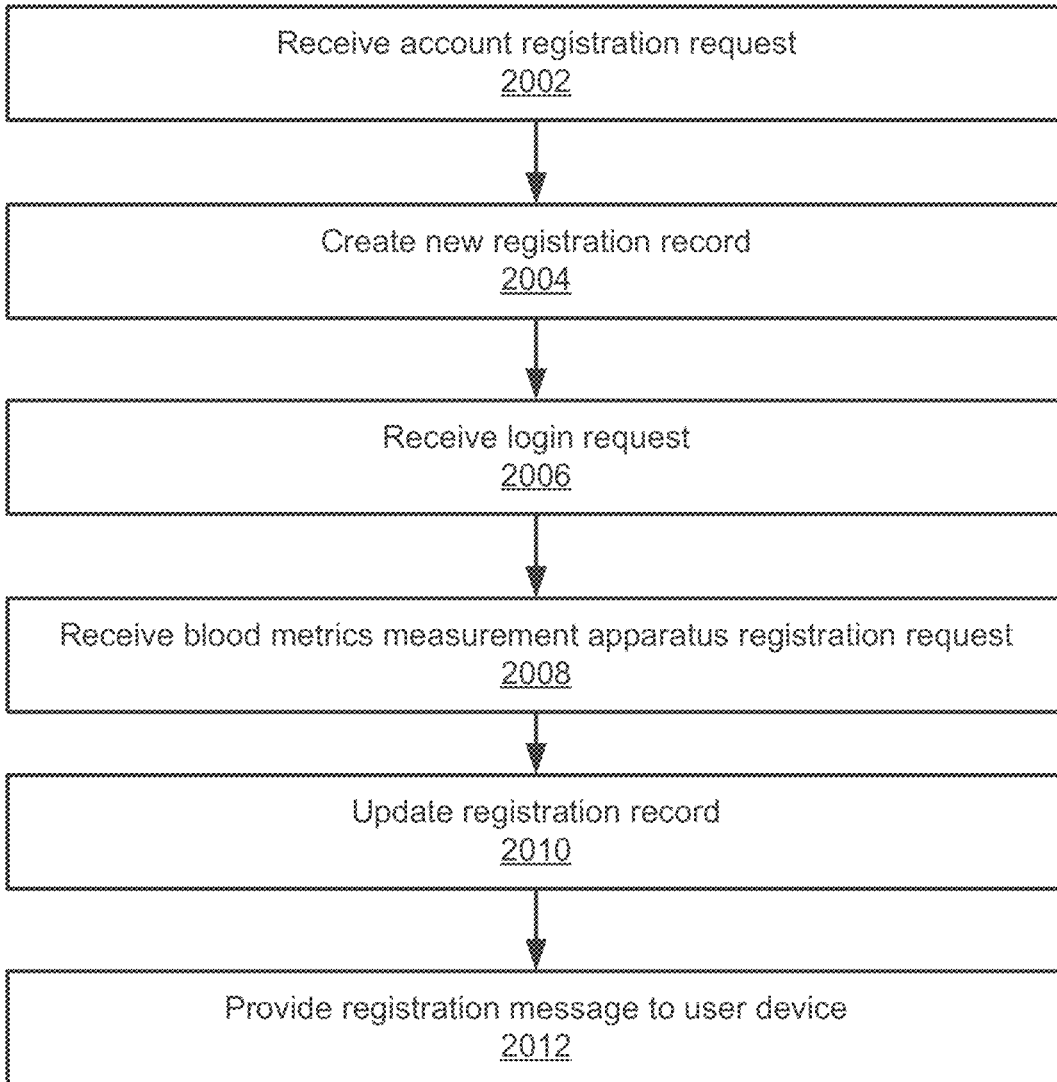 Receive account registration request
2002
Create new registration record
2004
Receive login request
2006
Receive blood metrics measurement apparatus registration request
2008
Update registration record
2010
Provide registration message to user device
2012